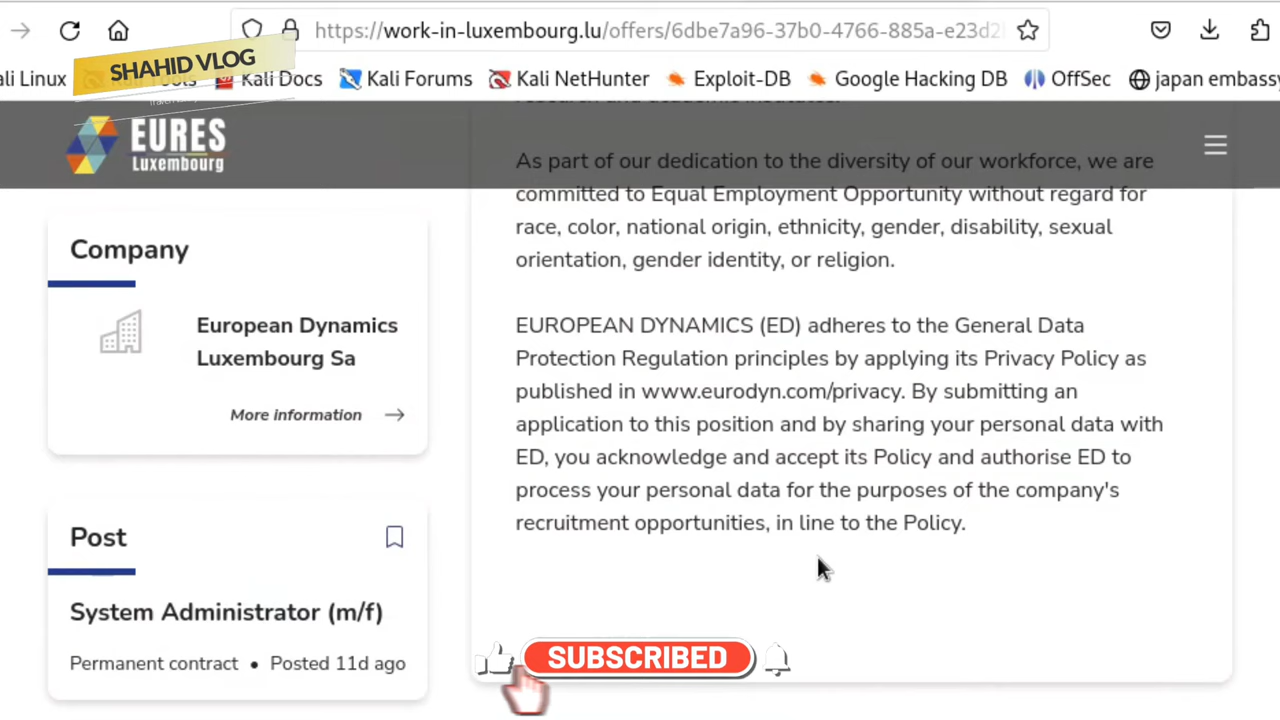 https://work-in-luxembourg.lu/offers/6dbe7a96-37b0-4766-885a-e23d2
SHAHID VLOG
ali Linux
Kali Docs
Kali Forums
Kali NetHunter
Exploit-DB
Google Hacking DB
OffSec
japan embassy
EURES
Luxembourg
research and academic institutes.
As part of our dedication to the diversity of our workforce, we are
committed to Equal Employment Opportunity without regard for
race, color, national origin, ethnicity, gender, disability, sexual
orientation, gender identity, or religion.
EUROPEAN DYNAMICS (ED) adheres to the General Data
Protection Regulation principles by applying its Privacy Policy as
published in www.eurodyn.com/privacy. By submitting an
application to this position and by sharing your personal data with
ED, you acknowledge and accept its Policy and authorise ED to
process your personal data for the purposes of the company's
recruitment opportunities, in line to the Policy.
Company
European Dynamics
Luxembourg Sa
More information
Post
System Administrator (m/f)
Permanent contract • Posted 11d ago
SUBSCRIBED